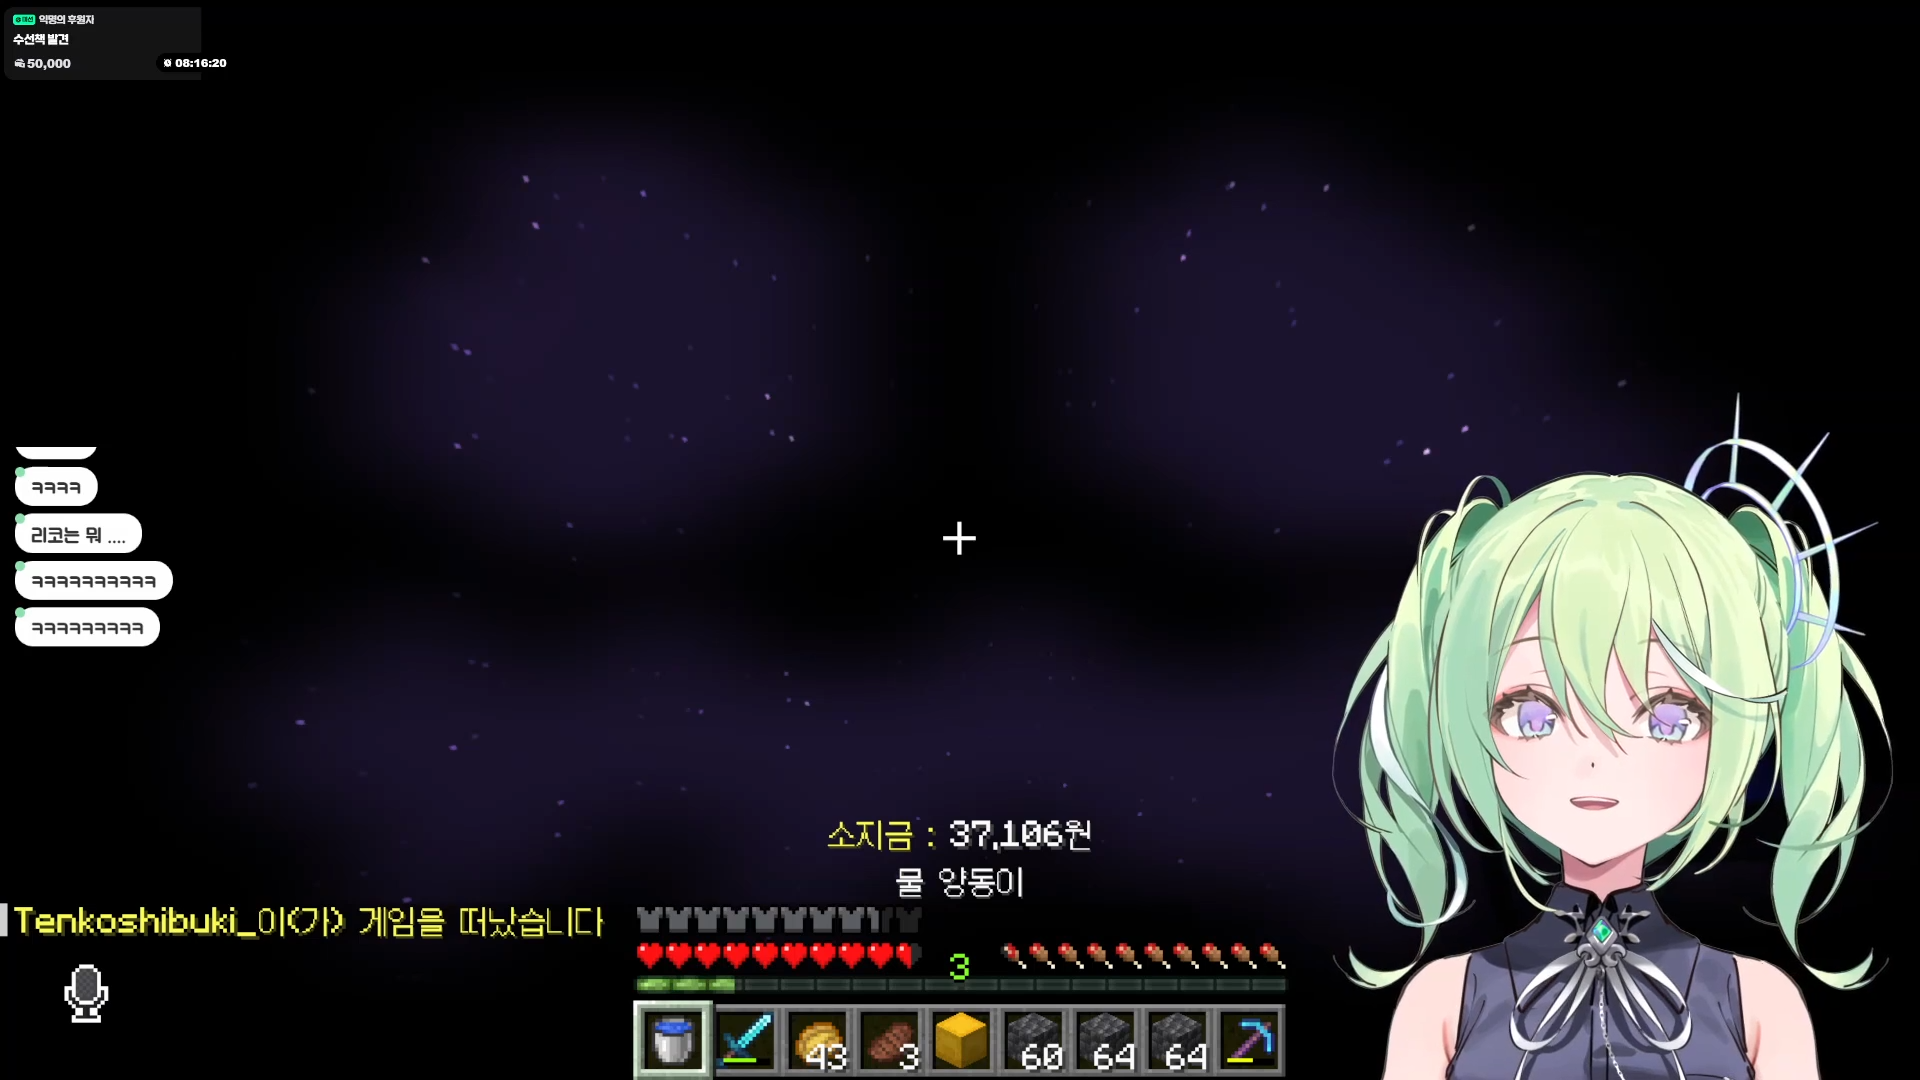 미션 익명의 후원자
수선책 발견
50,000
08:16:20
ㅋㅋㅋㅋ
리코는 뭐 ....
ㅋㅋㅋㅋㅋㅋㅋㅋㅋㅋ
ㅋㅋㅋㅋㅋㅋㅋㅋㅋ
소지금 : 37,106원
물 양동이
Tenkoshibuki_이(가) 게임을 떠났습니다
3
43
3
60
64
64